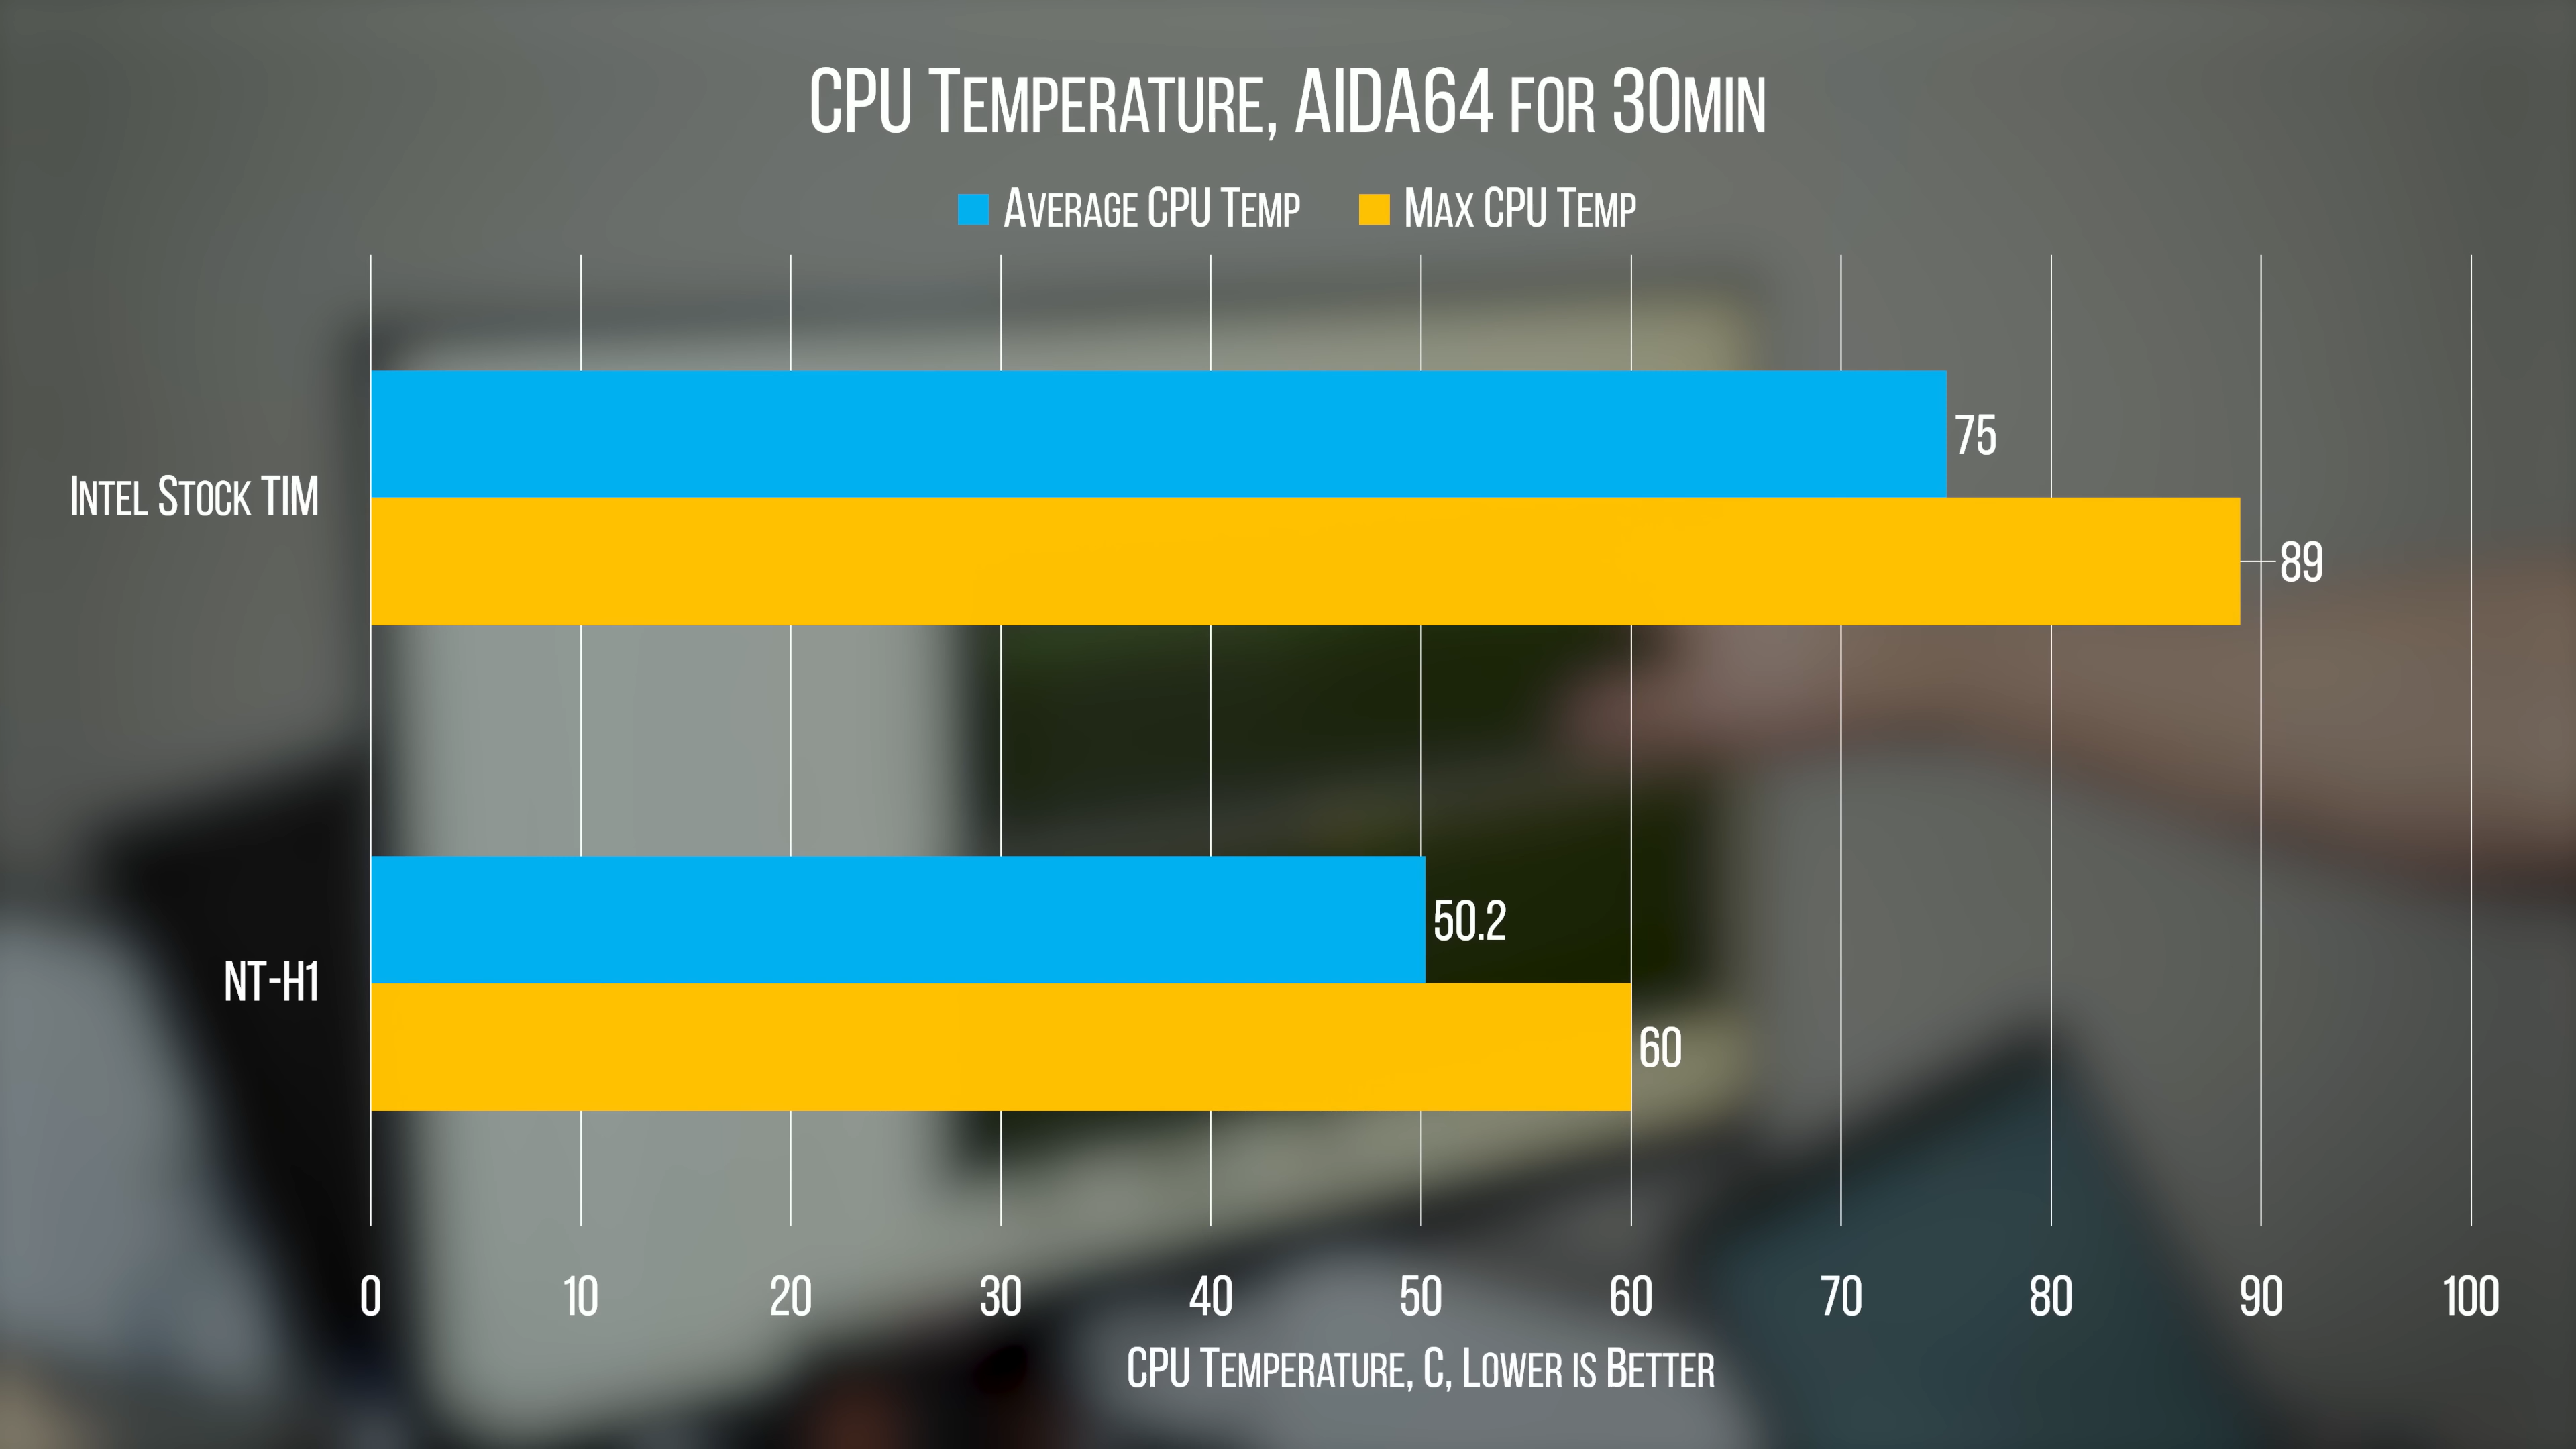 CPU Temperature, AIDA64 for 30min
Average CPU Temp Max CPU Temp
75
Intel Stock TIM
89
50.2
NT-H1
60
0 10 20 30 40 50 60 70 80 90 100
CPU Temperature, C, Lower is Better